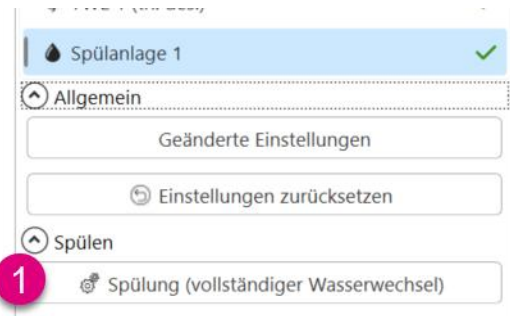 Spülanlage 1
Allgemein
Geänderte Einstellungen
Einstellungen zurücksetzen
Spülen
1
Spülung (vollständiger Wasserwechsel)